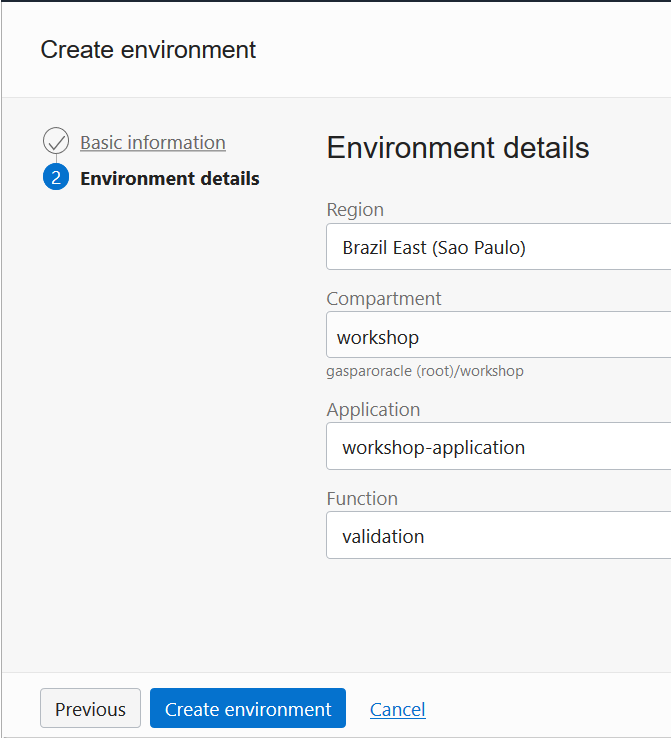 Create environment
Basic information
2 Environment details
Environment details
Region
Brazil East (Sao Paulo)
Compartment
workshop
gasparoracle (root)/workshop
Application
workshop-application
Function
validation
Previous
Create environment
Cancel